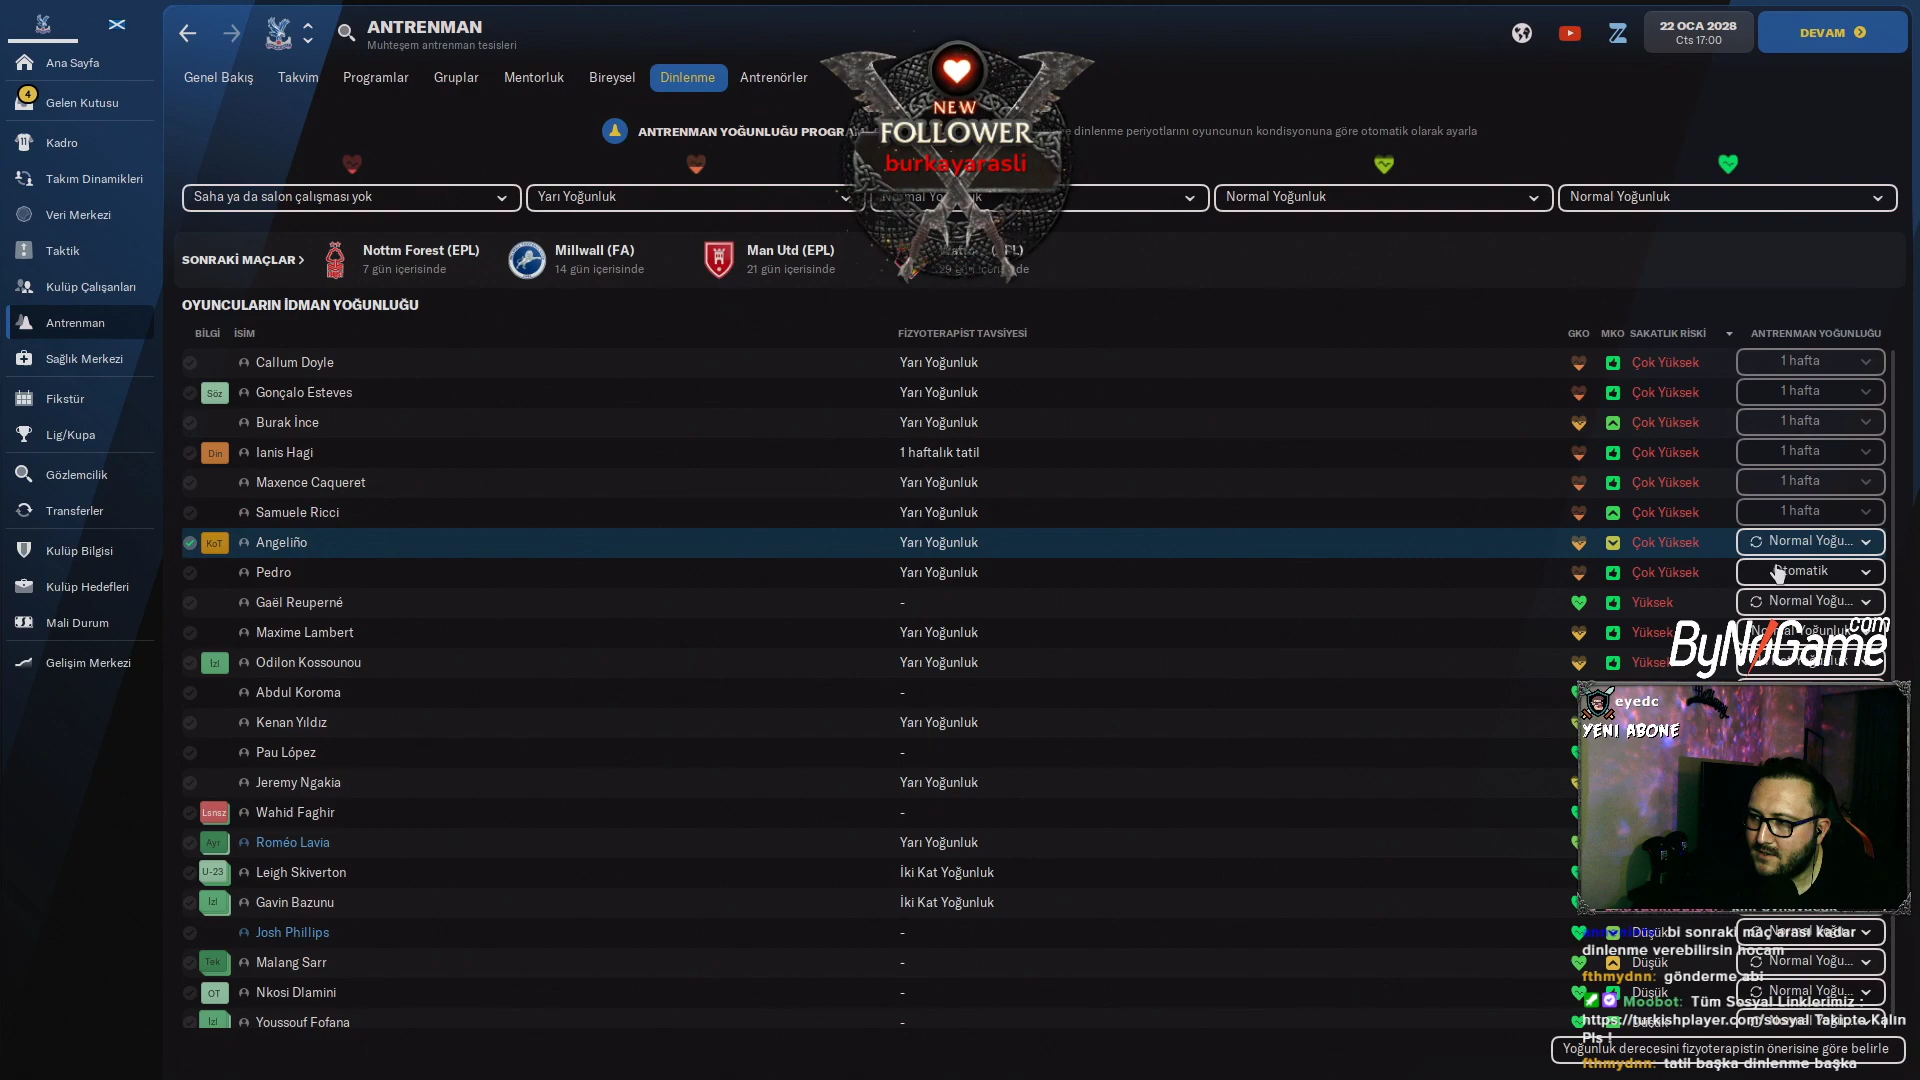 ANTRENMAN
Muhteşem antrenman tesisleri
22 OCA 2028
Cts 17:00
DEVAM
Ana Sayfa
4
Gelen Kutusu
Kadro
Takım Dinamikleri
Veri Merkezi
Taktik
Kulüp Çalışanları
Antrenman
Sağlık Merkezi
Fikstür
Lig/Kupa
Gözlemcilik
Transferler
Kulüp Bilgisi
Kulüp Hedefleri
Mali Durum
Gelişim Merkezi
Genel Bakış Takvim Programlar Gruplar Mentorluk Bireysel Dinlenme Antrenörler
ANTRENMAN YOĞUNLUĞU PROGRA
dinlenme periyotlarını oyuncunun kondisyonuna göre otomatik olarak ayarla
NEW
FOLLOWER
burkayarasli
Saha ya da salon çalışması yok
Yarı Yoğunluk
Normal Yoğunluk
Normal Yoğunluk
SONRAKİ MAÇLAR >
Nottm Forest (EPL)
7 gün içerisinde
Millwall (FA)
14 gün içerisinde
Man Utd (EPL)
21 gün içerisinde
OYUNCULARIN İDMAN YOĞUNLUĞU
BİLGİ İSİM FİZYOTERAPİST TAVSİYESİ GKO MKO SAKATLIK RİSKİ ANTRENMAN YOĞUNLUĞU
Callum Doyle Yarı Yoğunluk Çok Yüksek 1 hafta
Söz Gonçalo Esteves Yarı Yoğunluk Çok Yüksek 1 hafta
Burak İnce Yarı Yoğunluk Çok Yüksek 1 hafta
Din Ianis Hagi 1 haftalık tatil Çok Yüksek 1 hafta
Maxence Caqueret Yarı Yoğunluk Çok Yüksek 1 hafta
Samuele Ricci Yarı Yoğunluk Çok Yüksek 1 hafta
KoT Angeliño Yarı Yoğunluk Çok Yüksek Normal Yoğu...
Pedro Yarı Yoğunluk Çok Yüksek Otomatik
Gaël Reuperné - Yüksek Normal Yoğu...
Maxime Lambert Yarı Yoğunluk Yüksek
İzl Odilon Kossounou Yarı Yoğunluk Yüksek
Abdul Koroma -
Kenan Yıldız Yarı Yoğunluk
Pau López -
Jeremy Ngakia Yarı Yoğunluk
Lsnsz Wahid Faghir -
Ayr Roméo Lavia Yarı Yoğunluk
U-23 Leigh Skiverton İki Kat Yoğunluk
İzl Gavin Bazunu İki Kat Yoğunluk
Josh Phillips - Düşük
Tek Malang Sarr - Düşük Normal Yoğu...
OT Nkosi Dlamini - Düşük Normal Yoğu...
İzl Youssouf Fofana -
ByNoGame
.com
eyedc
YENI ABONE
bi sonraki maç arası kadar
dinlenme verebilirsin hocam
fthmydnn: gönderme abi
Moobot: Tüm Sosyal Linklerimiz :
https://turkishplayer.com/sosyal Takipte Kalın
Pls !
Yoğunluk derecesini fizyoterapistin önerisine göre belirle
fthmydnn: tatil başka dinlenme başka